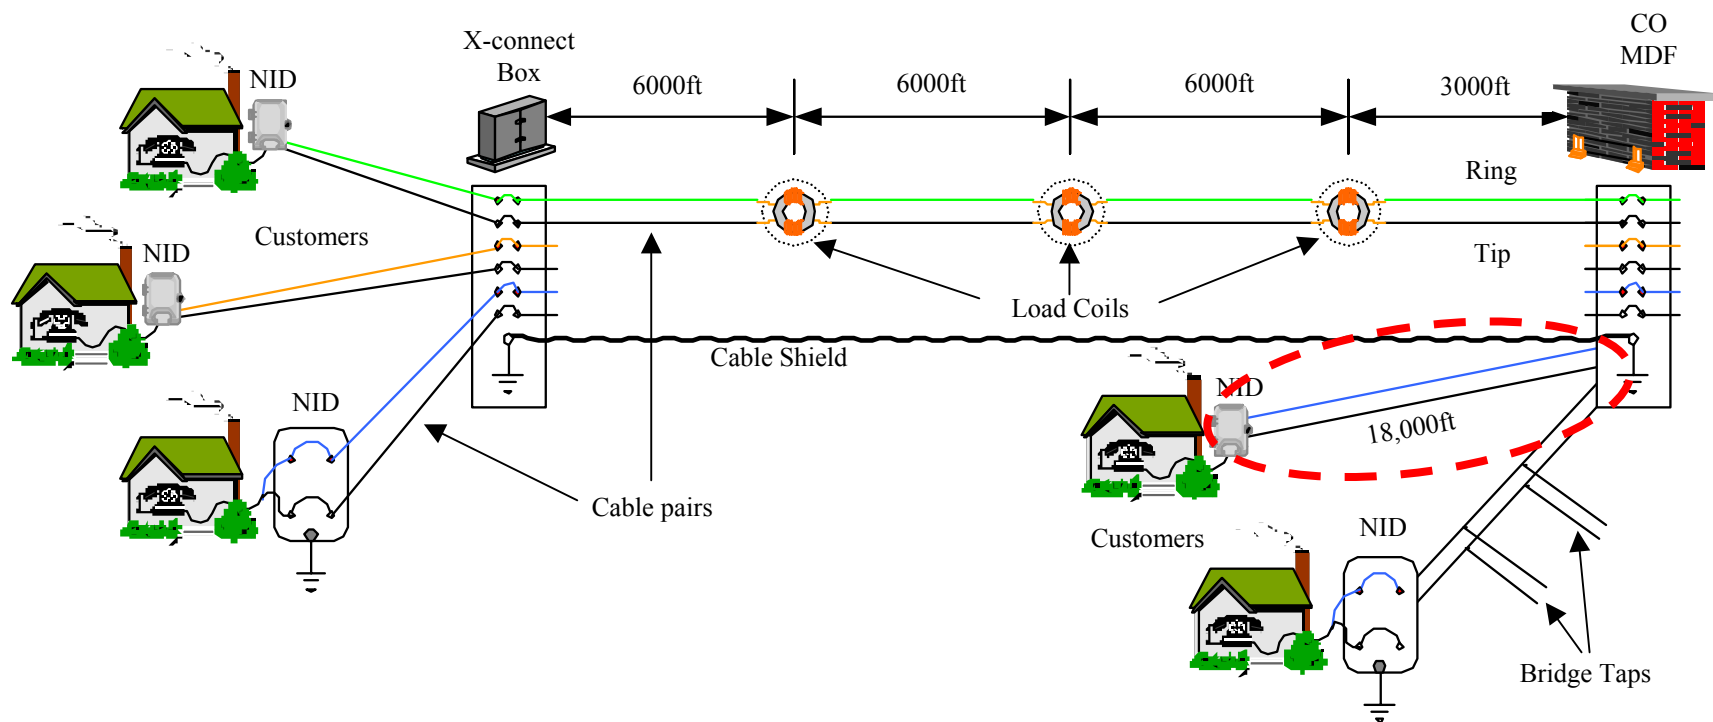 CO
MDF
X-connect
Box
NID
6000ft
6000ft
6000ft
3000ft
Ring
Customers
NID
Tip
Load Coils
Cable Shield
NID
NID
18,000ft
Cable pairs
Customers
NID
Bridge Taps